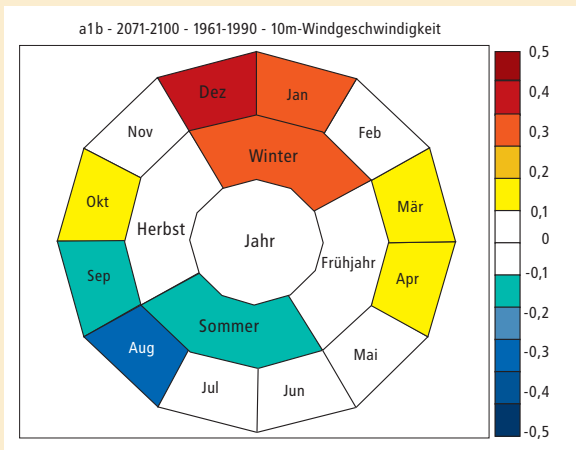 a1b - 2071-2100 - 1961-1990 - 10m-Windgeschwindigkeit
Dez
Jan
Nov
Feb
Winter
Okt
Mär
Herbst
Jahr
Frühjahr
Sep
Apr
Sommer
Aug
Mai
Jul
Jun
0,5
0,4
0,3
0,2
0,1
0
-0,1
-0,2
-0,3
-0,4
-0,5